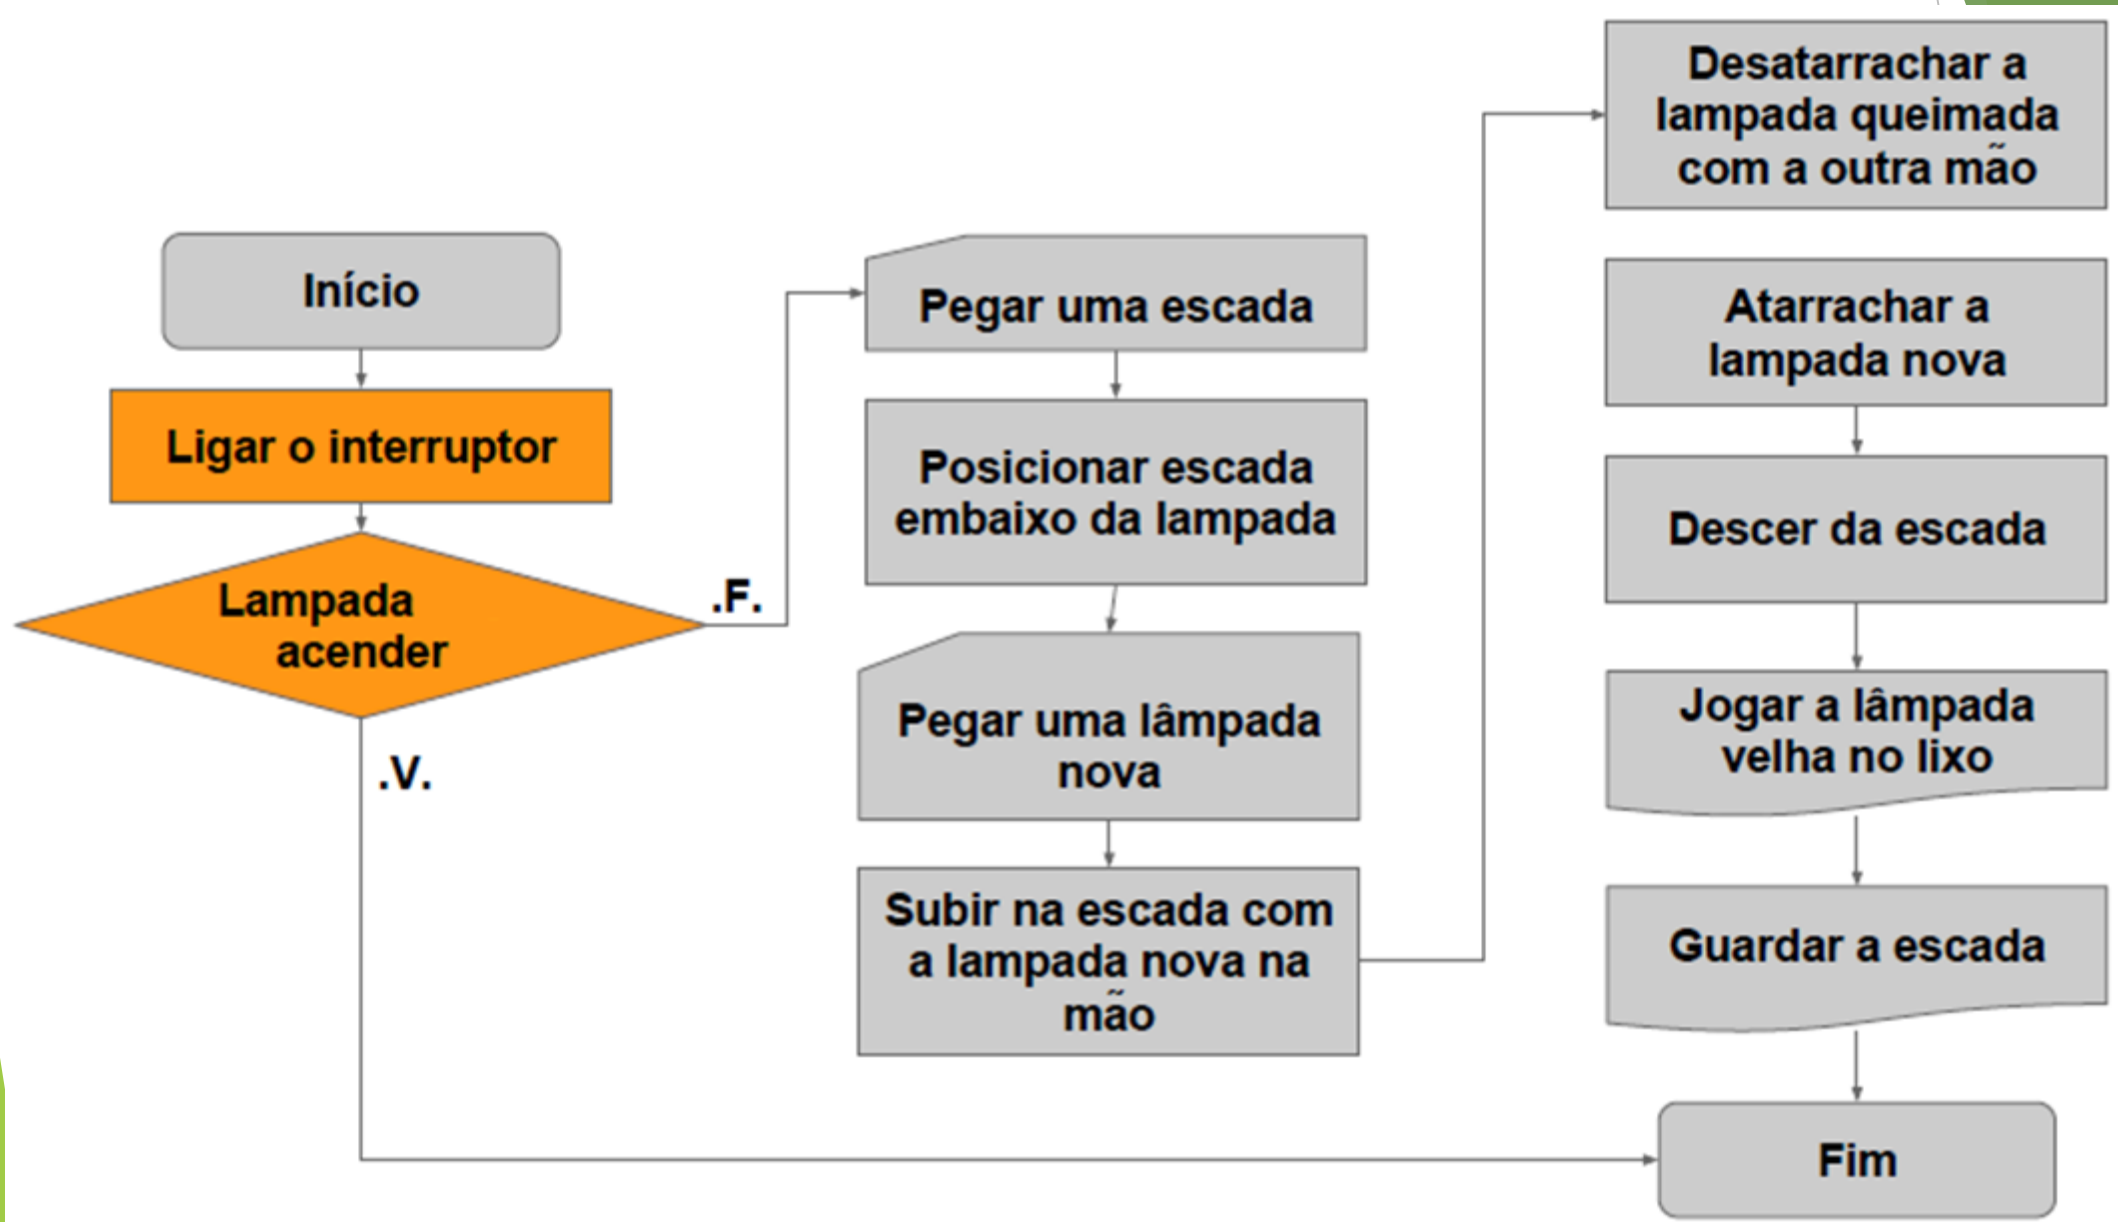 Início
Ligar o interruptor
Lampada
acender
.F.
.V.
Pegar uma escada
Posicionar escada
embaixo da lampada
Pegar uma lâmpada
nova
Subir na escada com
a lampada nova na
mão
Desatarrachar a
lampada queimada
com a outra mão
Atarrachar a
lampada nova
Descer da escada
Jogar a lâmpada
velha no lixo
Guardar a escada
Fim